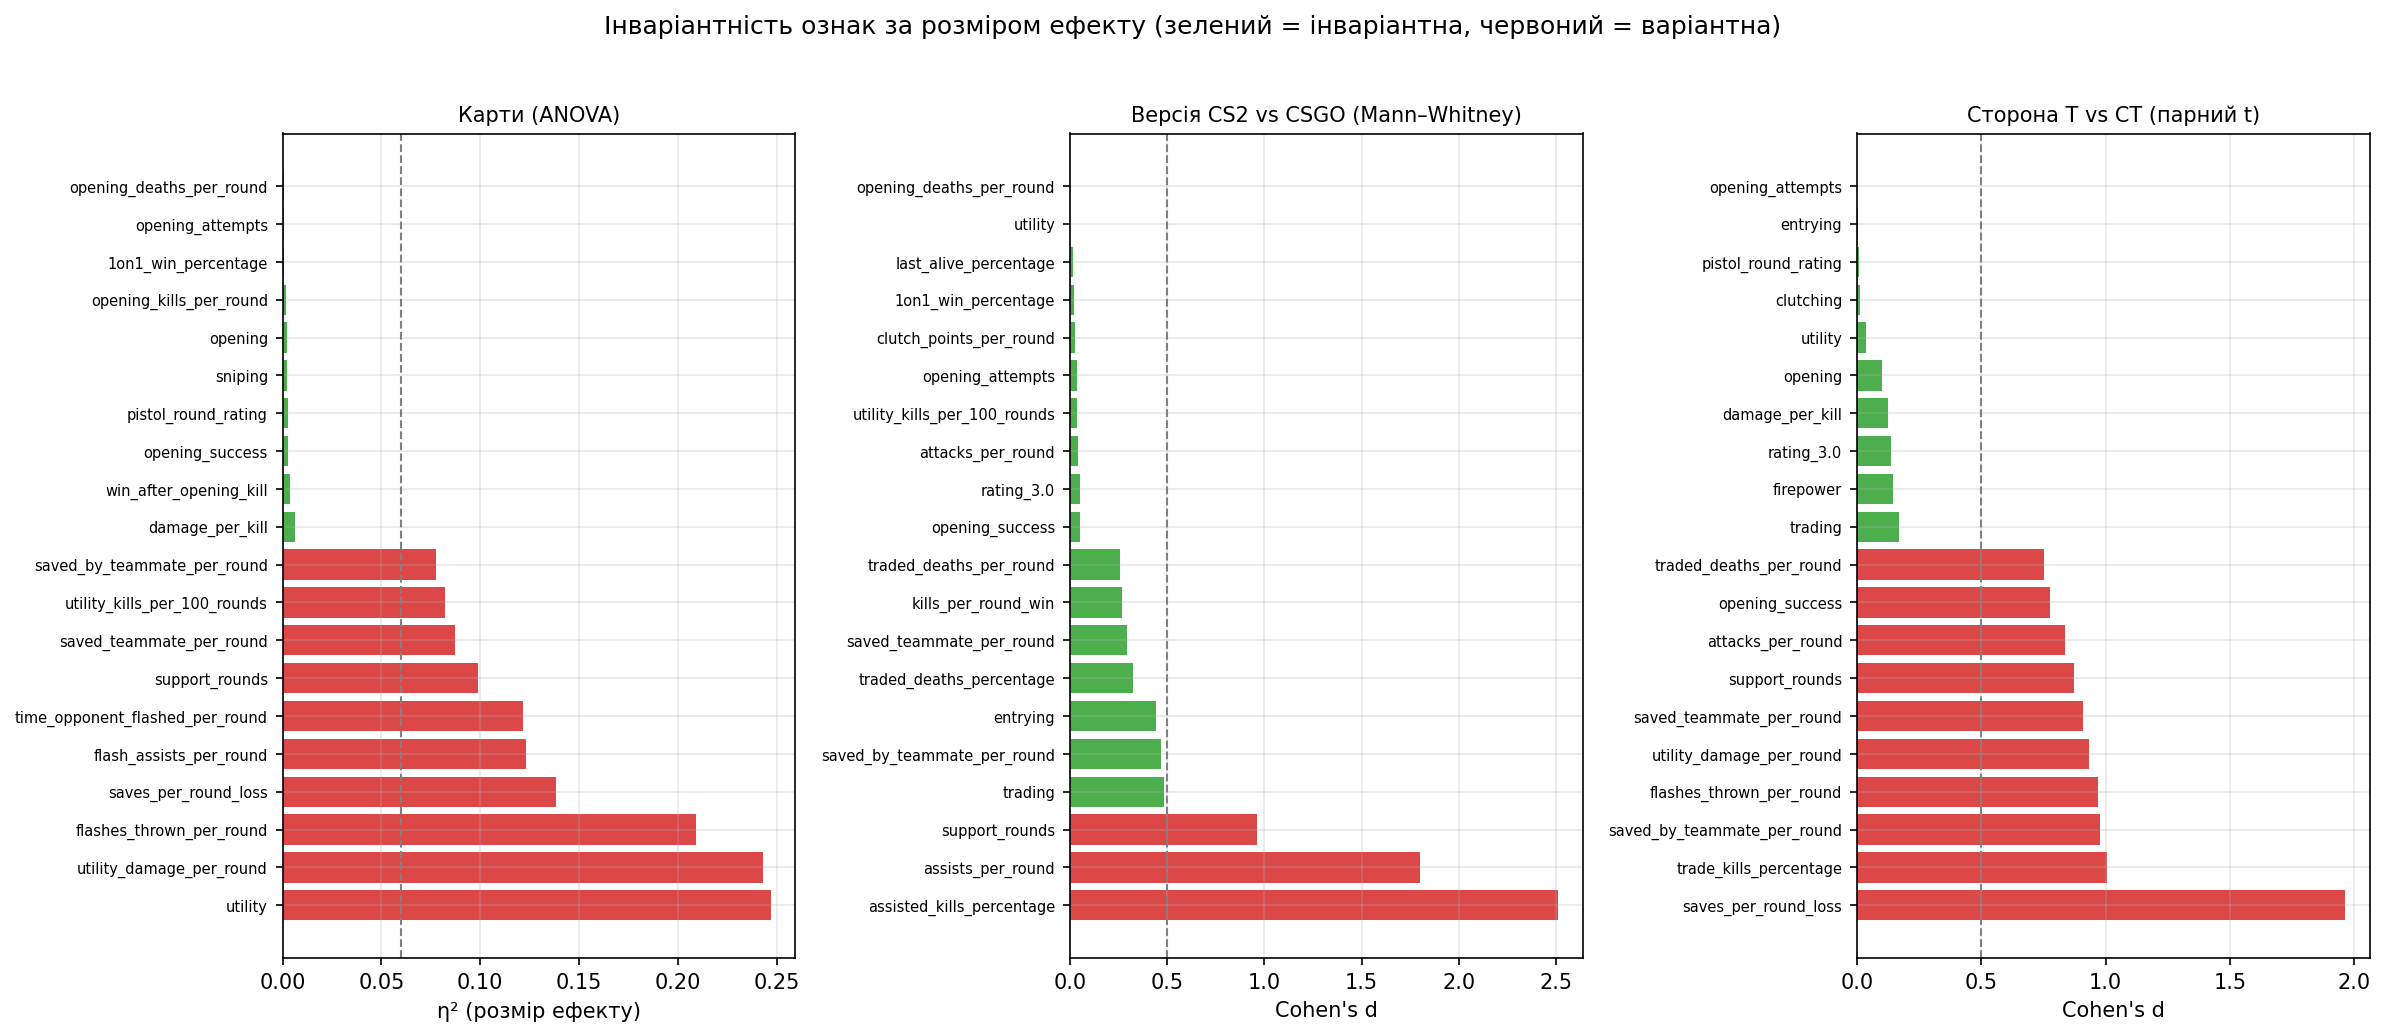 Інваріантність ознак за розміром ефекту (зелений = інваріантна, червоний = варіантна)
Карти (ANOVA)
opening_deaths_per_round
opening_attempts
1on1_win_percentage
opening_kills_per_round
opening
sniping
pistol_round_rating
opening_success
win_after_opening_kill
damage_per_kill
saved_by_teammate_per_round
utility_kills_per_100_rounds
saved_teammate_per_round
support_rounds
time_opponent_flashed_per_round
flash_assists_per_round
saves_per_round_loss
flashes_thrown_per_round
utility_damage_per_round
utility
0.00 0.05 0.10 0.15 0.20 0.25
η² (розмір ефекту)
Версія CS2 vs CSGO (Mann–Whitney)
opening_deaths_per_round
utility
last_alive_percentage
1on1_win_percentage
clutch_points_per_round
opening_attempts
utility_kills_per_100_rounds
attacks_per_round
rating_3.0
opening_success
traded_deaths_per_round
kills_per_round_win
saved_teammate_per_round
traded_deaths_percentage
entrying
saved_by_teammate_per_round
trading
support_rounds
assists_per_round
assisted_kills_percentage
0.0 0.5 1.0 1.5 2.0 2.5
Cohen's d
Сторона T vs CT (парний t)
opening_attempts
entrying
pistol_round_rating
clutching
utility
opening
damage_per_kill
rating_3.0
firepower
trading
traded_deaths_per_round
opening_success
attacks_per_round
support_rounds
saved_teammate_per_round
utility_damage_per_round
flashes_thrown_per_round
saved_by_teammate_per_round
trade_kills_percentage
saves_per_round_loss
0.0 0.5 1.0 1.5 2.0
Cohen's d